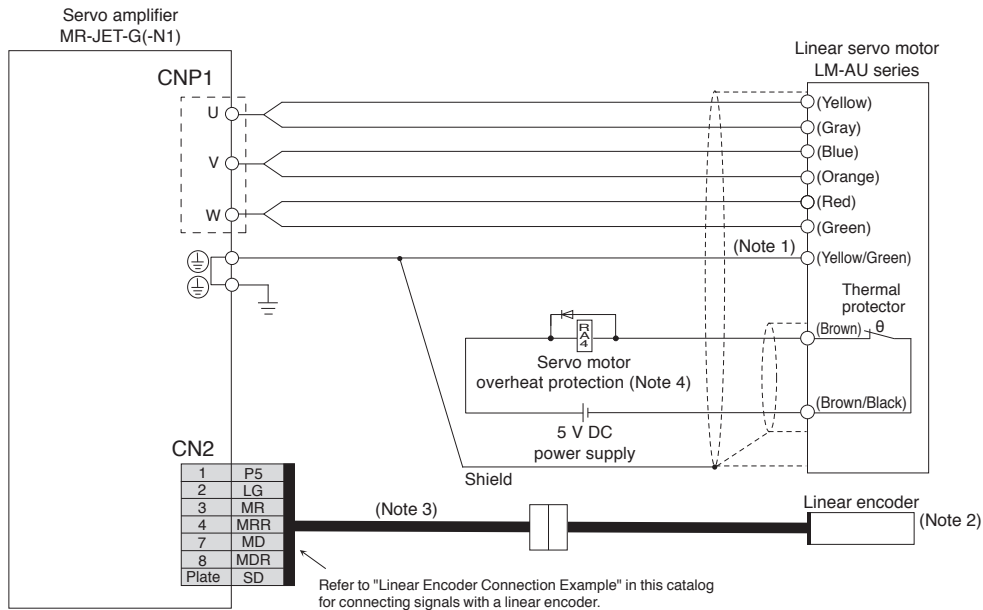 Servo amplifier
MR-JET-G(-N1)
Linear servo motor
LM-AU series
CNP1
U
V
W
(Yellow)
(Gray)
(Blue)
(Orange)
(Red)
(Green)
(Note 1)
(Yellow/Green)
Thermal
protector
(Brown)
θ
RA4
Servo motor
overheat protection (Note 4)
(Brown/Black)
5 V DC
power supply
Shield
CN2
1 P5
2 LG
3 MR
4 MRR
7 MD
8 MDR
Plate SD
(Note 3)
Linear encoder
(Note 2)
Refer to "Linear Encoder Connection Example" in this catalog
for connecting signals with a linear encoder.